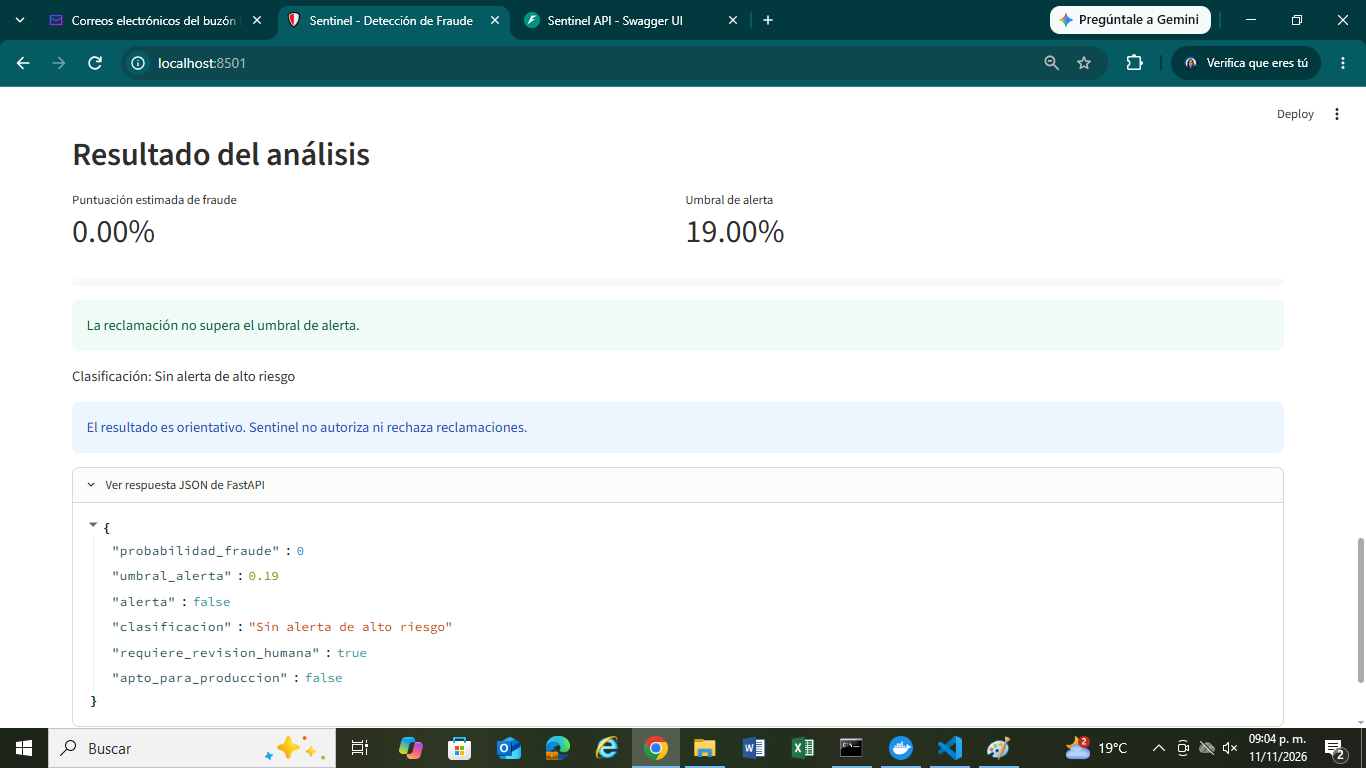 Correos electrónicos del buzón
Sentinel - Detección de Fraude
Sentinel API - Swagger UI
Pregúntale a Gemini
localhost:8501
Verifica que eres tú
Deploy
Resultado del análisis
Puntuación estimada de fraude
0.00%
Umbral de alerta
19.00%
La reclamación no supera el umbral de alerta.
Clasificación: Sin alerta de alto riesgo
El resultado es orientativo. Sentinel no autoriza ni rechaza reclamaciones.
Ver respuesta JSON de FastAPI
{
"probabilidad_fraude" : 0
"umbral_alerta" : 0.19
"alerta" : false
"clasificacion" : "Sin alerta de alto riesgo"
"requiere_revision_humana" : true
"apto_para_produccion" : false
}
Buscar
2
19°C
09:04 p. m.
11/11/2026
2